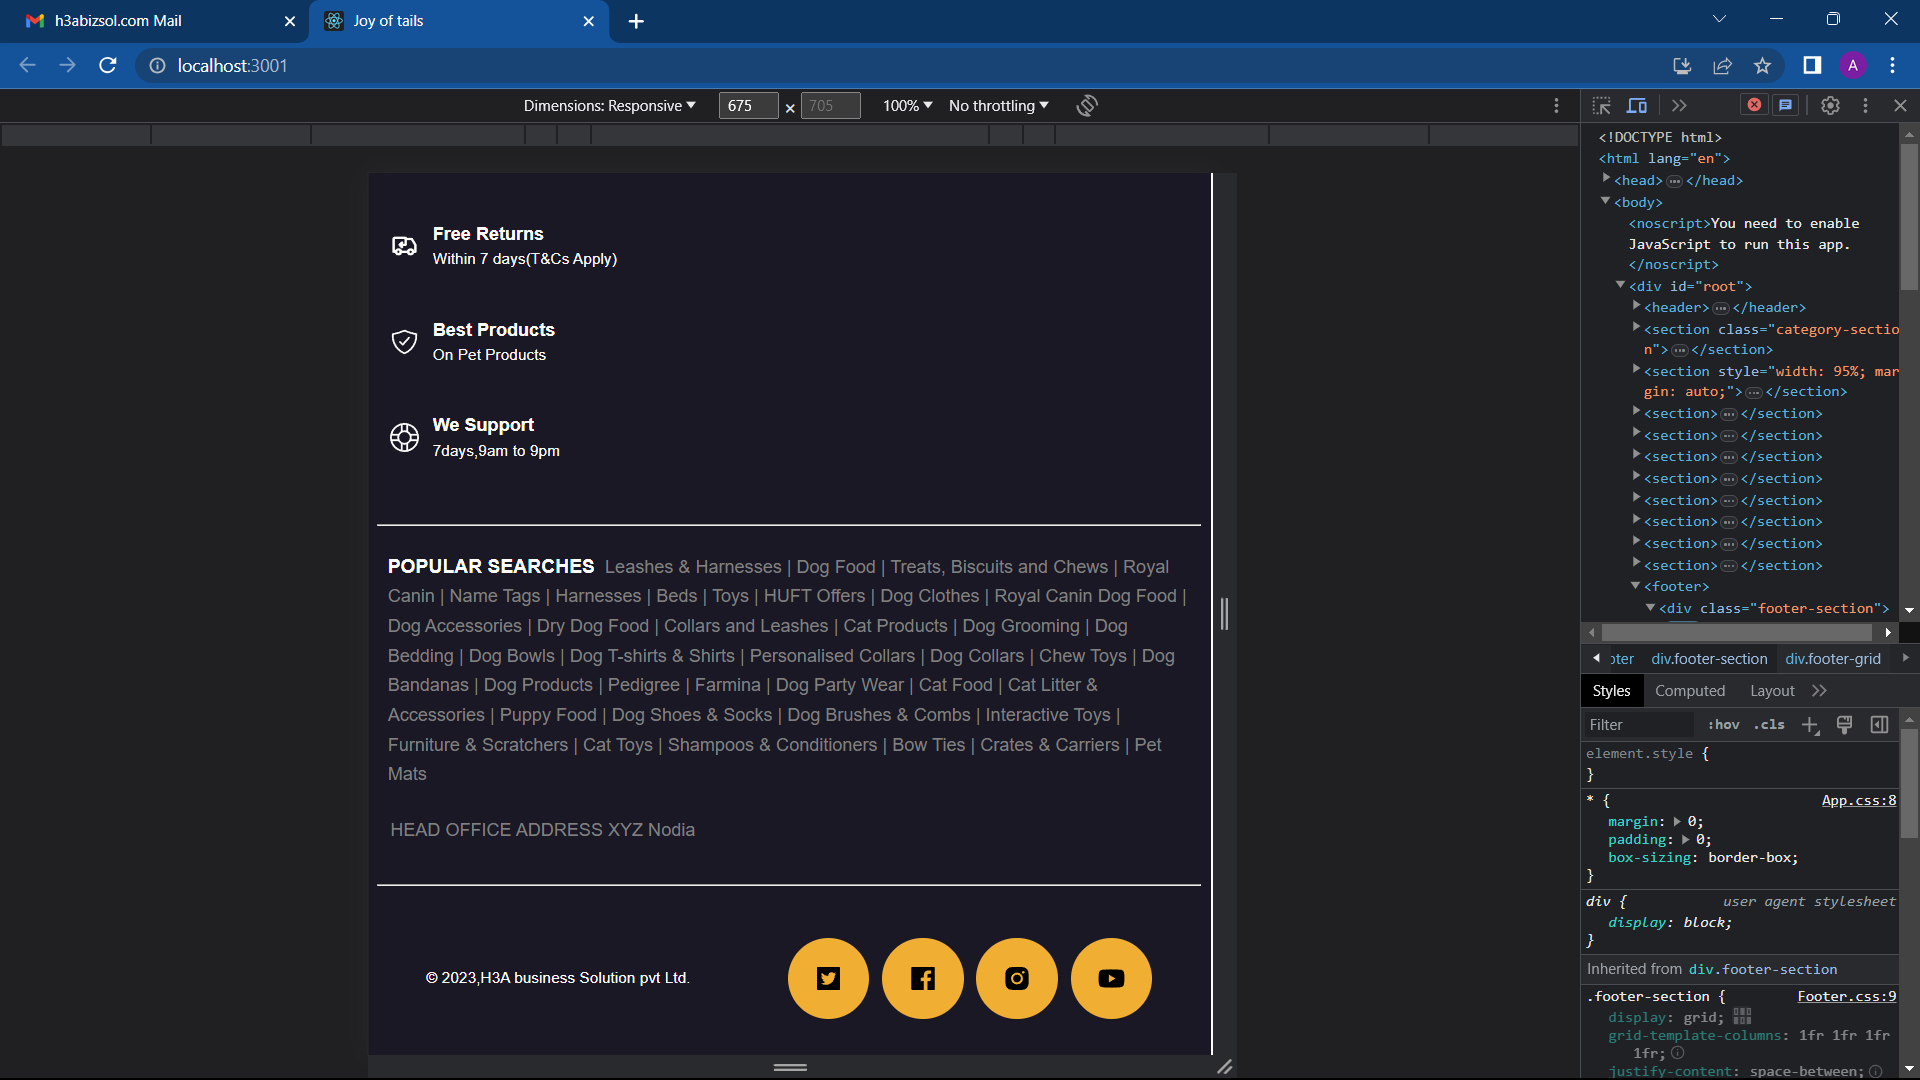 h3abizsol.com Mail
Joy of tails
localhost:3001
A
Dimensions: Responsive
675
×
705
100%
No throttling
<!DOCTYPE html>
<html lang="en">
<head>…</head>
<body>
<noscript>You need to enable
JavaScript to run this app.
</noscript>
<div id="root">
<header>…</header>
<section class="category-sectio
n">…</section>
<section style="width: 95%; mar
gin: auto;">…</section>
<section>…</section>
<section>…</section>
<section>…</section>
<section>…</section>
<section>…</section>
<section>…</section>
<section>…</section>
<section>…</section>
<footer>
<div class="footer-section">
oter
div.footer-section
div.footer-grid
Styles
Computed
Layout
Filter
:hov
.cls
element.style {
}
* {
App.css:8
margin: 0;
padding: 0;
box-sizing: border-box;
}
div {
user agent stylesheet
display: block;
}
Inherited from div.footer-section
.footer-section {
Footer.css:9
display: grid;
grid-template-columns: 1fr 1fr 1fr
1fr;
justify-content: space-between;
Free Returns
Within 7 days(T&Cs Apply)
Best Products
On Pet Products
We Support
7days,9am to 9pm
POPULAR SEARCHES Leashes & Harnesses | Dog Food | Treats, Biscuits and Chews | Royal
Canin | Name Tags | Harnesses | Beds | Toys | HUFT Offers | Dog Clothes | Royal Canin Dog Food |
Dog Accessories | Dry Dog Food | Collars and Leashes | Cat Products | Dog Grooming | Dog
Bedding | Dog Bowls | Dog T-shirts & Shirts | Personalised Collars | Dog Collars | Chew Toys | Dog
Bandanas | Dog Products | Pedigree | Farmina | Dog Party Wear | Cat Food | Cat Litter &
Accessories | Puppy Food | Dog Shoes & Socks | Dog Brushes & Combs | Interactive Toys |
Furniture & Scratchers | Cat Toys | Shampoos & Conditioners | Bow Ties | Crates & Carriers | Pet
Mats
HEAD OFFICE ADDRESS XYZ Nodia
© 2023,H3A business Solution pvt Ltd.